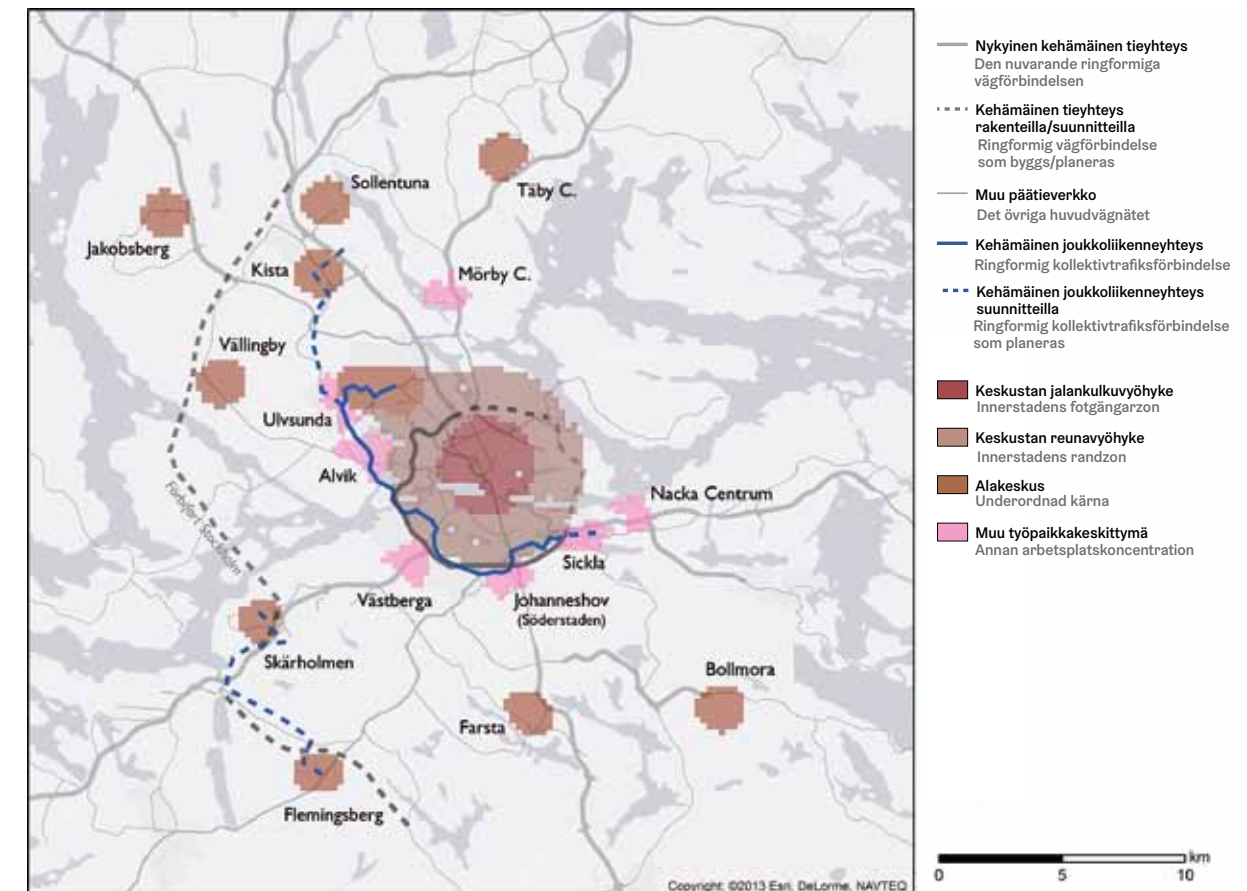 Sollentuna
Täby C.
Jakobsberg
Kista
Mörby C.
Vällingby
Ulvsunda
Alvik
Nacka Centrum
Förbifart Stockholm
Sickla
Västberga
Johanneshov
(Söderstaden)
Skärholmen
Bollmora
Farsta
Flemingsberg
Copyright: ©2013 Esri, DeLorme, NAVTEQ
Nykyinen kehämäinen tieyhteys
Den nuvarande ringformiga
vägförbindelsen
Kehämäinen tieyhteys
rakenteilla/suunnitteilla
Ringformig vägförbindelse
som byggs/planeras
Muu päätieverkko
Det övriga huvudvägnätet
Kehämäinen joukkoliikenneyhteys
Ringformig kollektivtrafiksförbindelse
Kehämäinen joukkoliikenneyhteys
suunnitteilla
Ringformig kollektivtrafiksförbindelse
som planeras
Keskustan jalankulkuvyöhyke
Innerstadens fotgängarzon
Keskustan reunavyöhyke
Innerstadens randzon
Alakeskus
Underordnad kärna
Muu työpaikkakeskittymä
Annan arbetsplatskoncentration
km
0 5 10